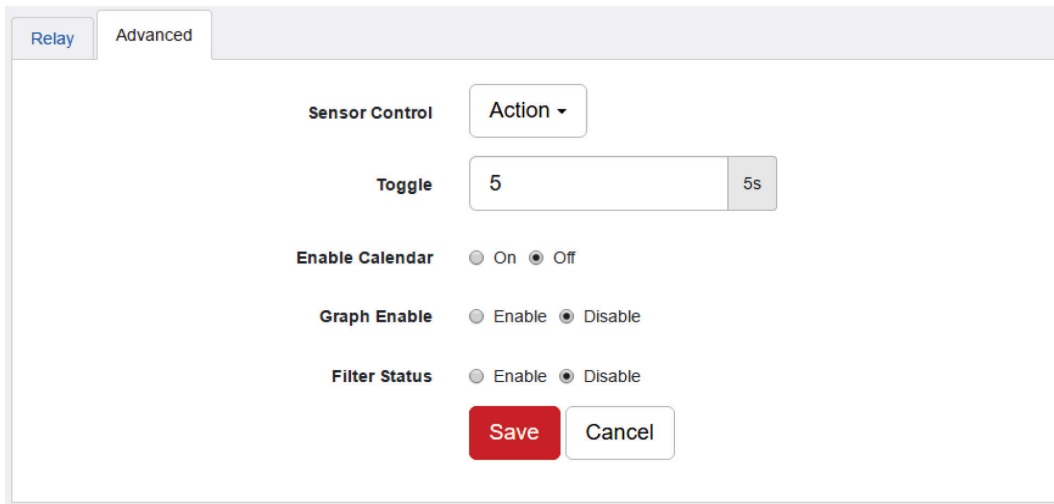 Relay Advanced
Sensor Control Action
Toggle 5 5s
Enable Calendar On Off
Graph Enable Enable Disable
Filter Status Enable Disable
Save Cancel